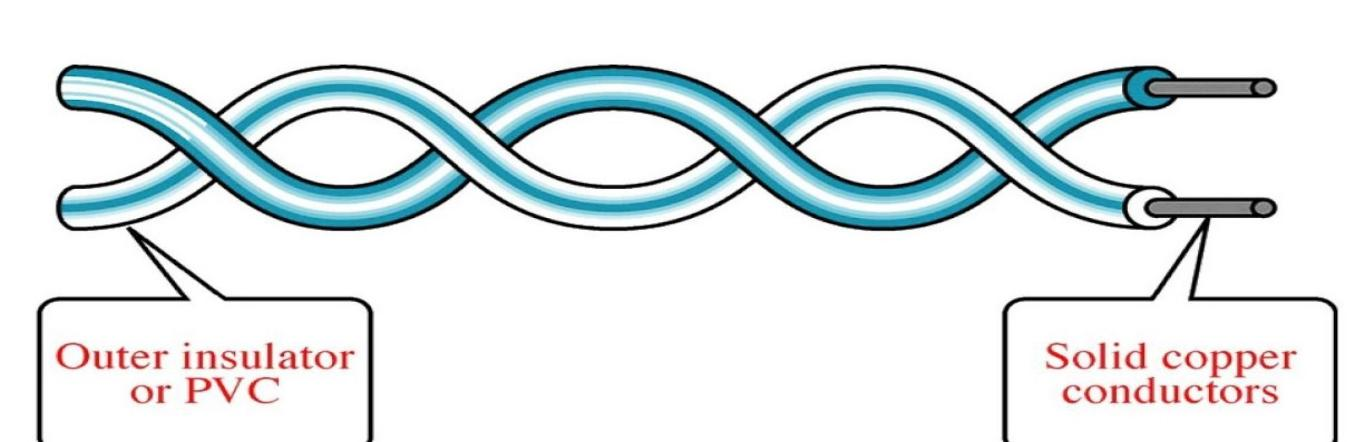 Outer insulator
or PVC
Solid copper
conductors